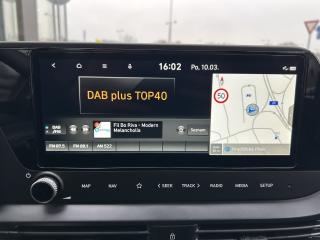 16:02 Po, 10.03.
DAB plus TOP40
50
Fil Bo Riva - Modern
Melancholia
Seznam
FM 87.5 FM 89.1 AM 522
MAP NAV ☆ < SEEK > < TRACK > RADIO MEDIA SETUP